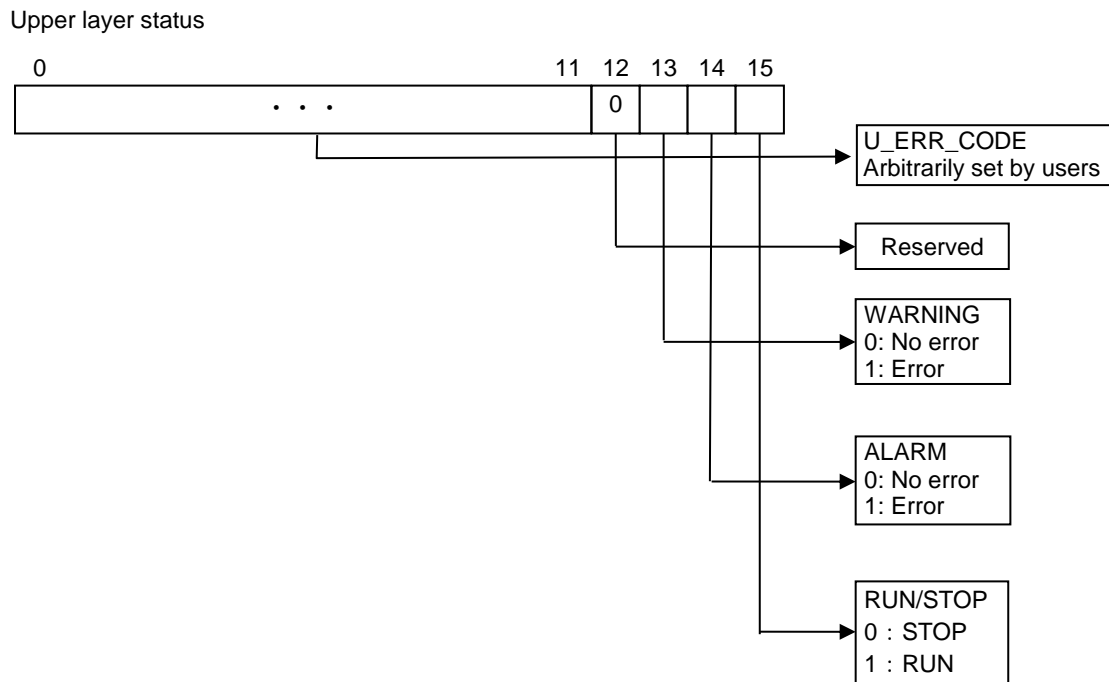 Upper layer status
0 11 12 13 14 15
・・・ 0
U_ERR_CODE
Arbitrarily set by users
Reserved
WARNING
0: No error
1: Error
ALARM
0: No error
1: Error
RUN/STOP
0：STOP
1：RUN